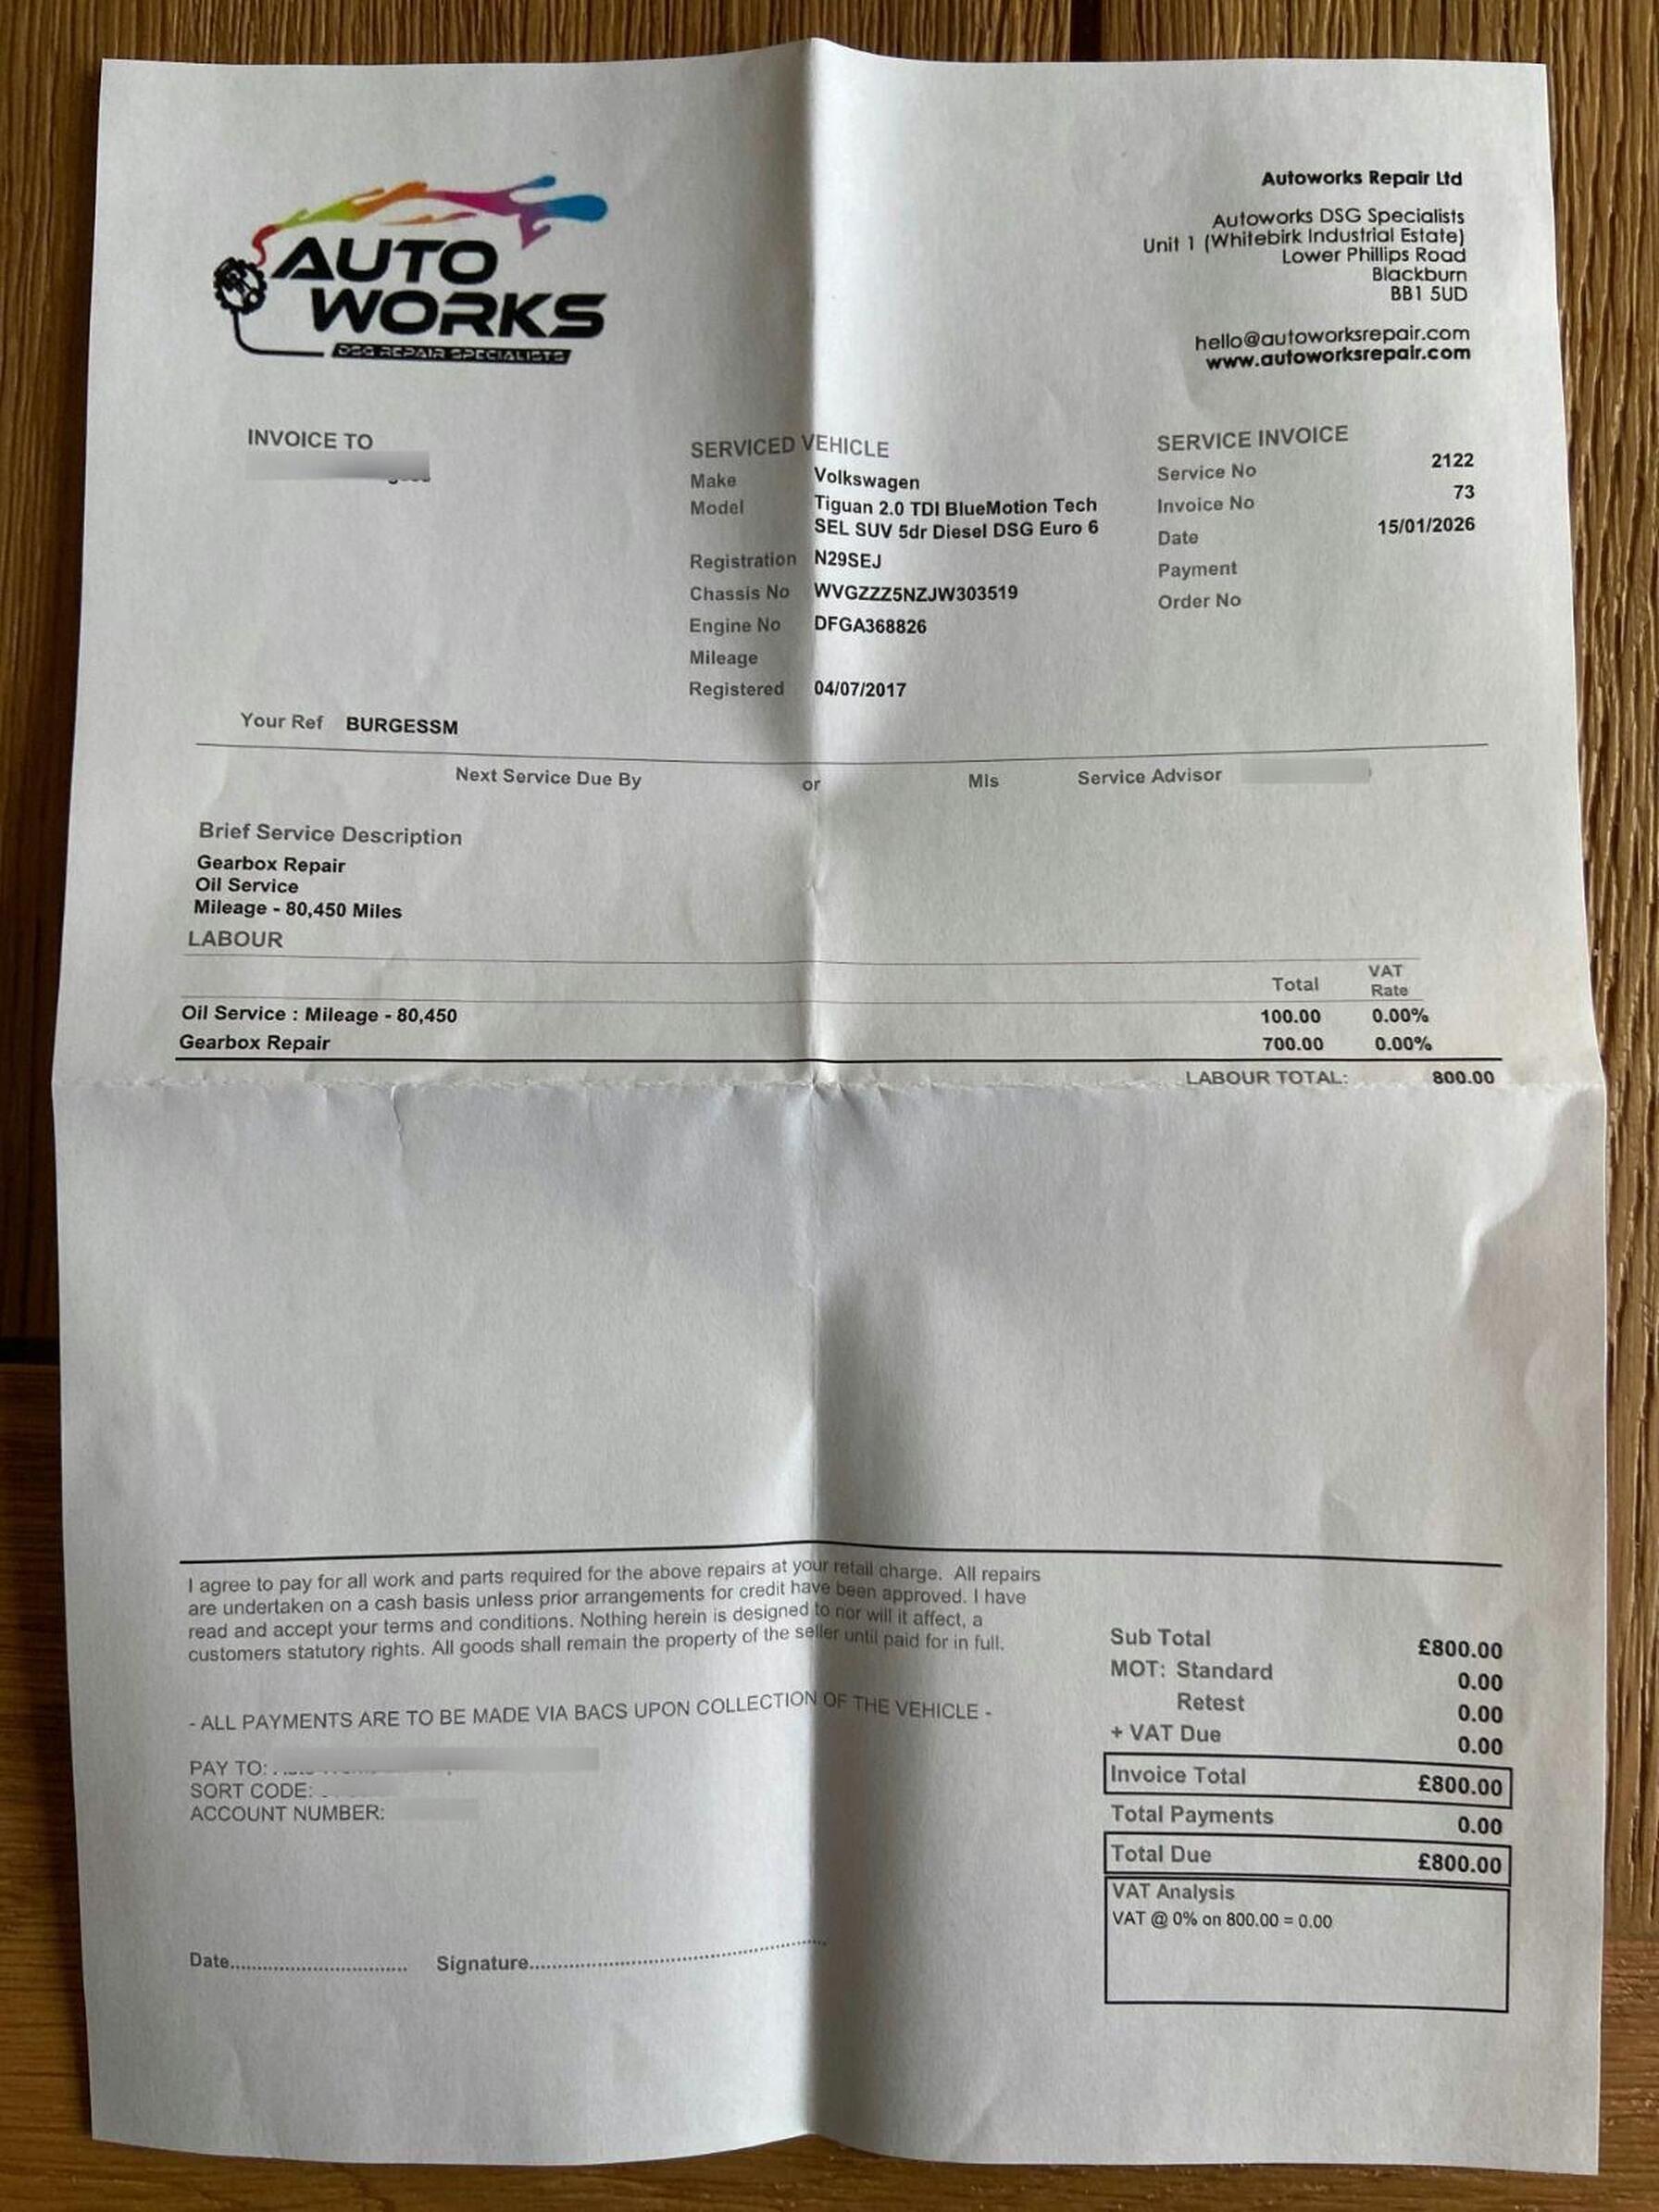 AUTO
WORKS
DSG REPAIR SPECIALISTS
Autoworks Repair Ltd
Autoworks DSG Specialists
Unit 1 (Whitebirk Industrial Estate)
Lower Phillips Road
Blackburn
BB1 5UD
hello@autoworksrepair.com
www.autoworksrepair.com
INVOICE TO
SERVICED VEHICLE
Make Volkswagen
Model Tiguan 2.0 TDI BlueMotion Tech
SEL SUV 5dr Diesel DSG Euro 6
Registration N29SEJ
Chassis No WVGZZZ5NZJW303519
Engine No DFGA368826
Mileage
Registered 04/07/2017
SERVICE INVOICE
Service No 2122
Invoice No 73
Date 15/01/2026
Payment
Order No
Your Ref BURGESSM
Next Service Due By or Mls Service Advisor
Brief Service Description
Gearbox Repair
Oil Service
Mileage - 80,450 Miles
LABOUR
Total VAT Rate
Oil Service : Mileage - 80,450 100.00 0.00%
Gearbox Repair 700.00 0.00%
LABOUR TOTAL: 800.00
I agree to pay for all work and parts required for the above repairs at your retail charge. All repairs
are undertaken on a cash basis unless prior arrangements for credit have been approved. I have
read and accept your terms and conditions. Nothing herein is designed to nor will it affect, a
customers statutory rights. All goods shall remain the property of the seller until paid for in full.
- ALL PAYMENTS ARE TO BE MADE VIA BACS UPON COLLECTION OF THE VEHICLE -
PAY TO:
SORT CODE:
ACCOUNT NUMBER:
Sub Total £800.00
MOT: Standard 0.00
Retest 0.00
+ VAT Due 0.00
Invoice Total £800.00
Total Payments 0.00
Total Due £800.00
VAT Analysis
VAT @ 0% on 800.00 = 0.00
Date.............................. Signature..................................................